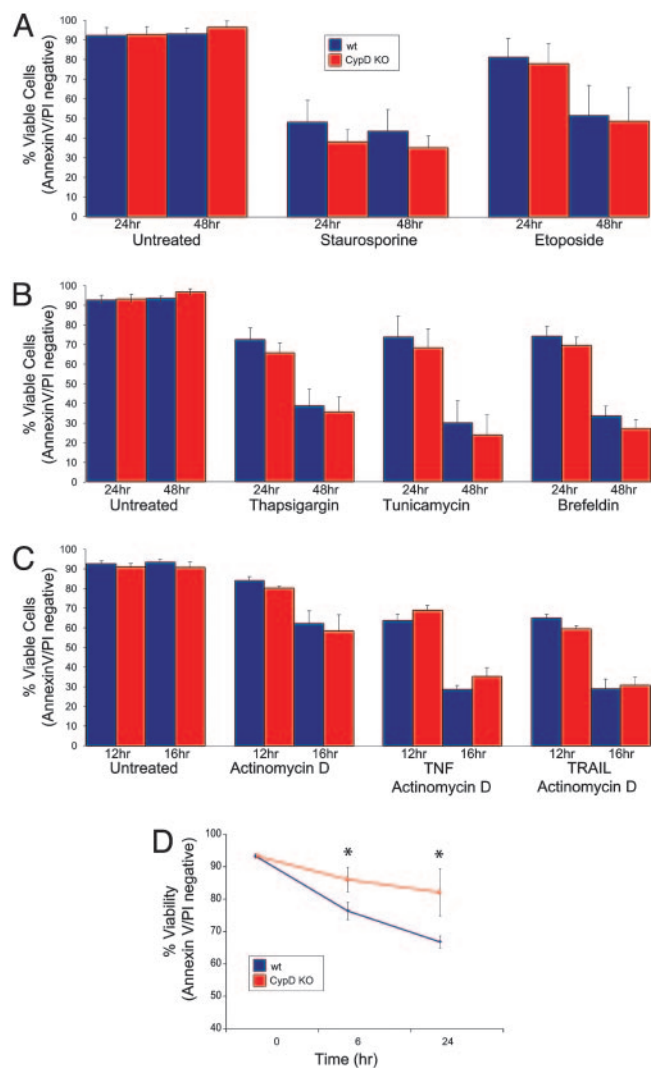 A
% Viable Cells
(AnnexinV/PI negative)
100
90
80
70
60
50
40
30
20
10
0
wt
CypD KO
24hr 48hr 24hr 48hr 24hr 48hr
Untreated Staurosporine Etoposide
B
% Viable Cells
(AnnexinV/PI negative)
100
90
80
70
60
50
40
30
20
10
0
24hr 48hr 24hr 48hr 24hr 48hr 24hr 48hr
Untreated Thapsigargin Tunicamycin Brefeldin
C
% Viable Cells
(AnnexinV/PI negative)
100
90
80
70
60
50
40
30
20
10
0
12hr 16hr 12hr 16hr 12hr 16hr 12hr 16hr
Untreated Actinomycin D TNF TRAIL
Actinomycin D Actinomycin D
D
% Viability
(Annexin V/PI negative)
100
90
80
70
60
50
40
* *
wt
CypD KO
0 6 24
Time (hr)